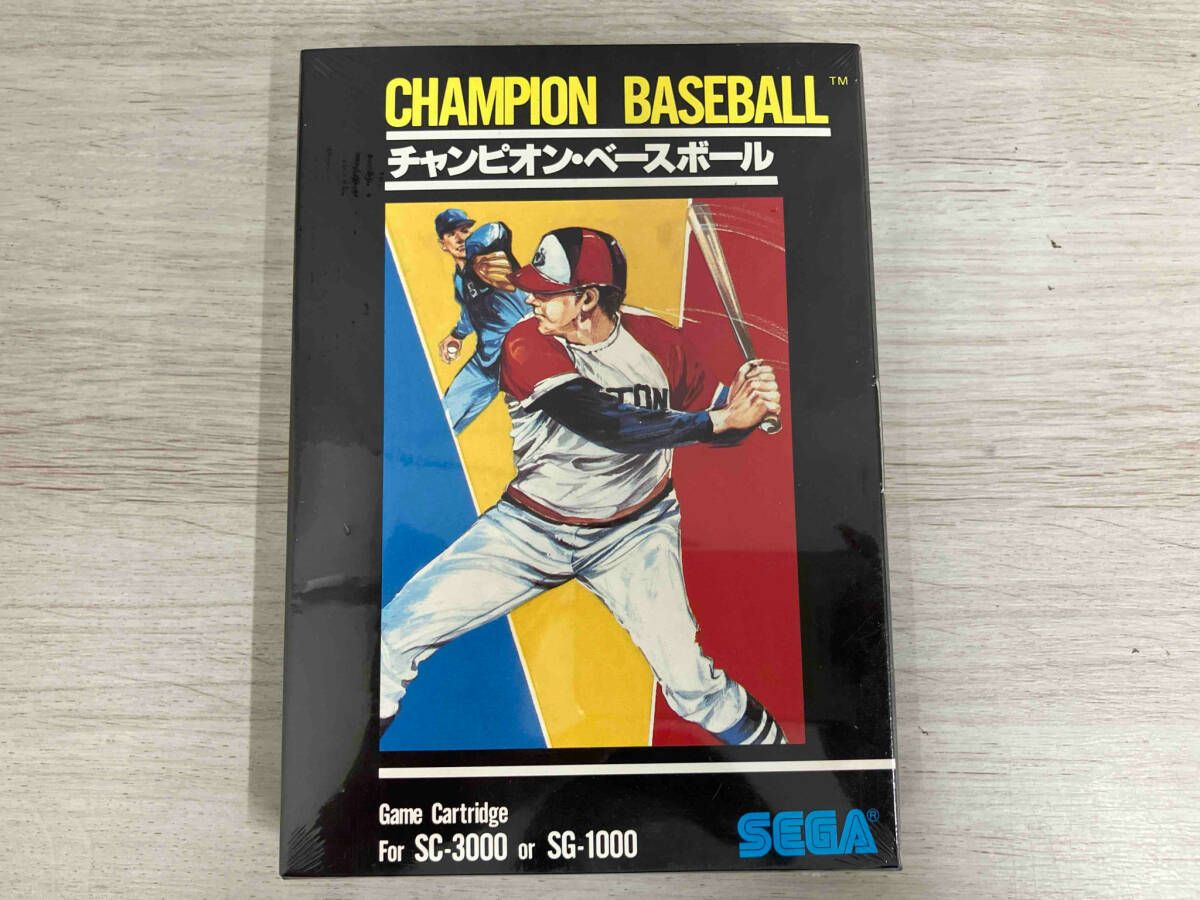 CHAMPION BASEBALL™
チャンピオン・ベースボール
TON
Game Cartridge
For SC-3000 or SG-1000
SEGA®